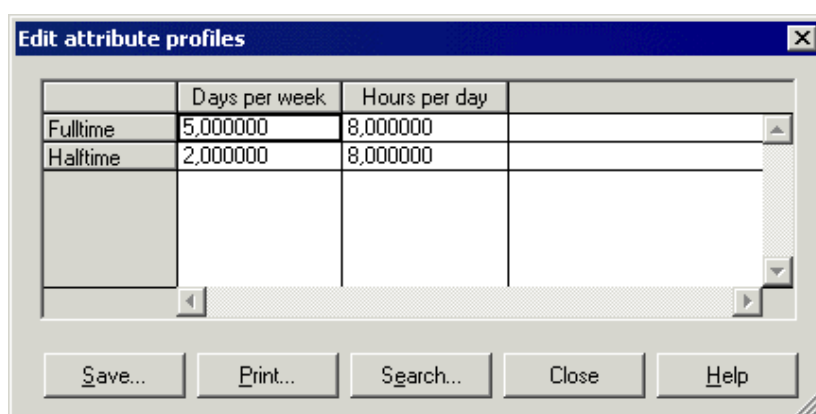 Edit attribute profiles
Days per week Hours per day
Fulltime 5,000000 8,000000
Halftime 2,000000 8,000000
Save... Print... Search... Close Help